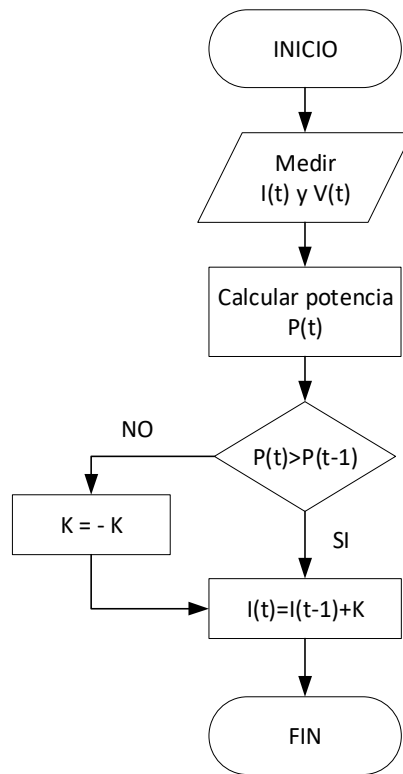 INICIO
Medir
I(t) y V(t)
Calcular potencia
P(t)
P(t)>P(t-1)
NO
K = - K
SI
I(t)=I(t-1)+K
FIN